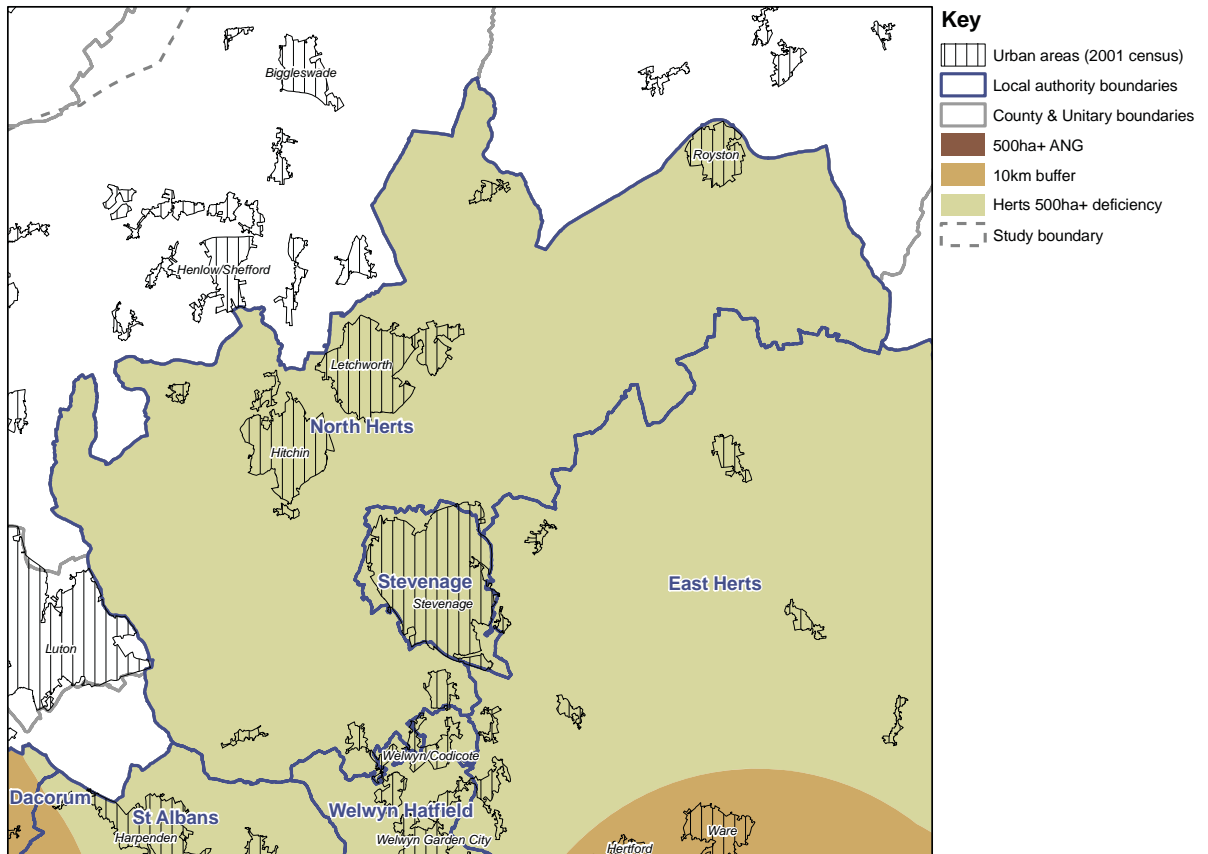 Key
Urban areas (2001 census)
Local authority boundaries
County & Unitary boundaries
500ha+ ANG
10km buffer
Herts 500ha+ deficiency
Study boundary
Biggleswade
Royston
Henlow/Shefford
Letchworth
North Herts
Hitchin
Stevenage
Stevenage
East Herts
Luton
Welwyn/Codicote
Dacorum
St Albans
Welwyn Hatfield
Harpenden
Welwyn Garden City
Ware
Hertford